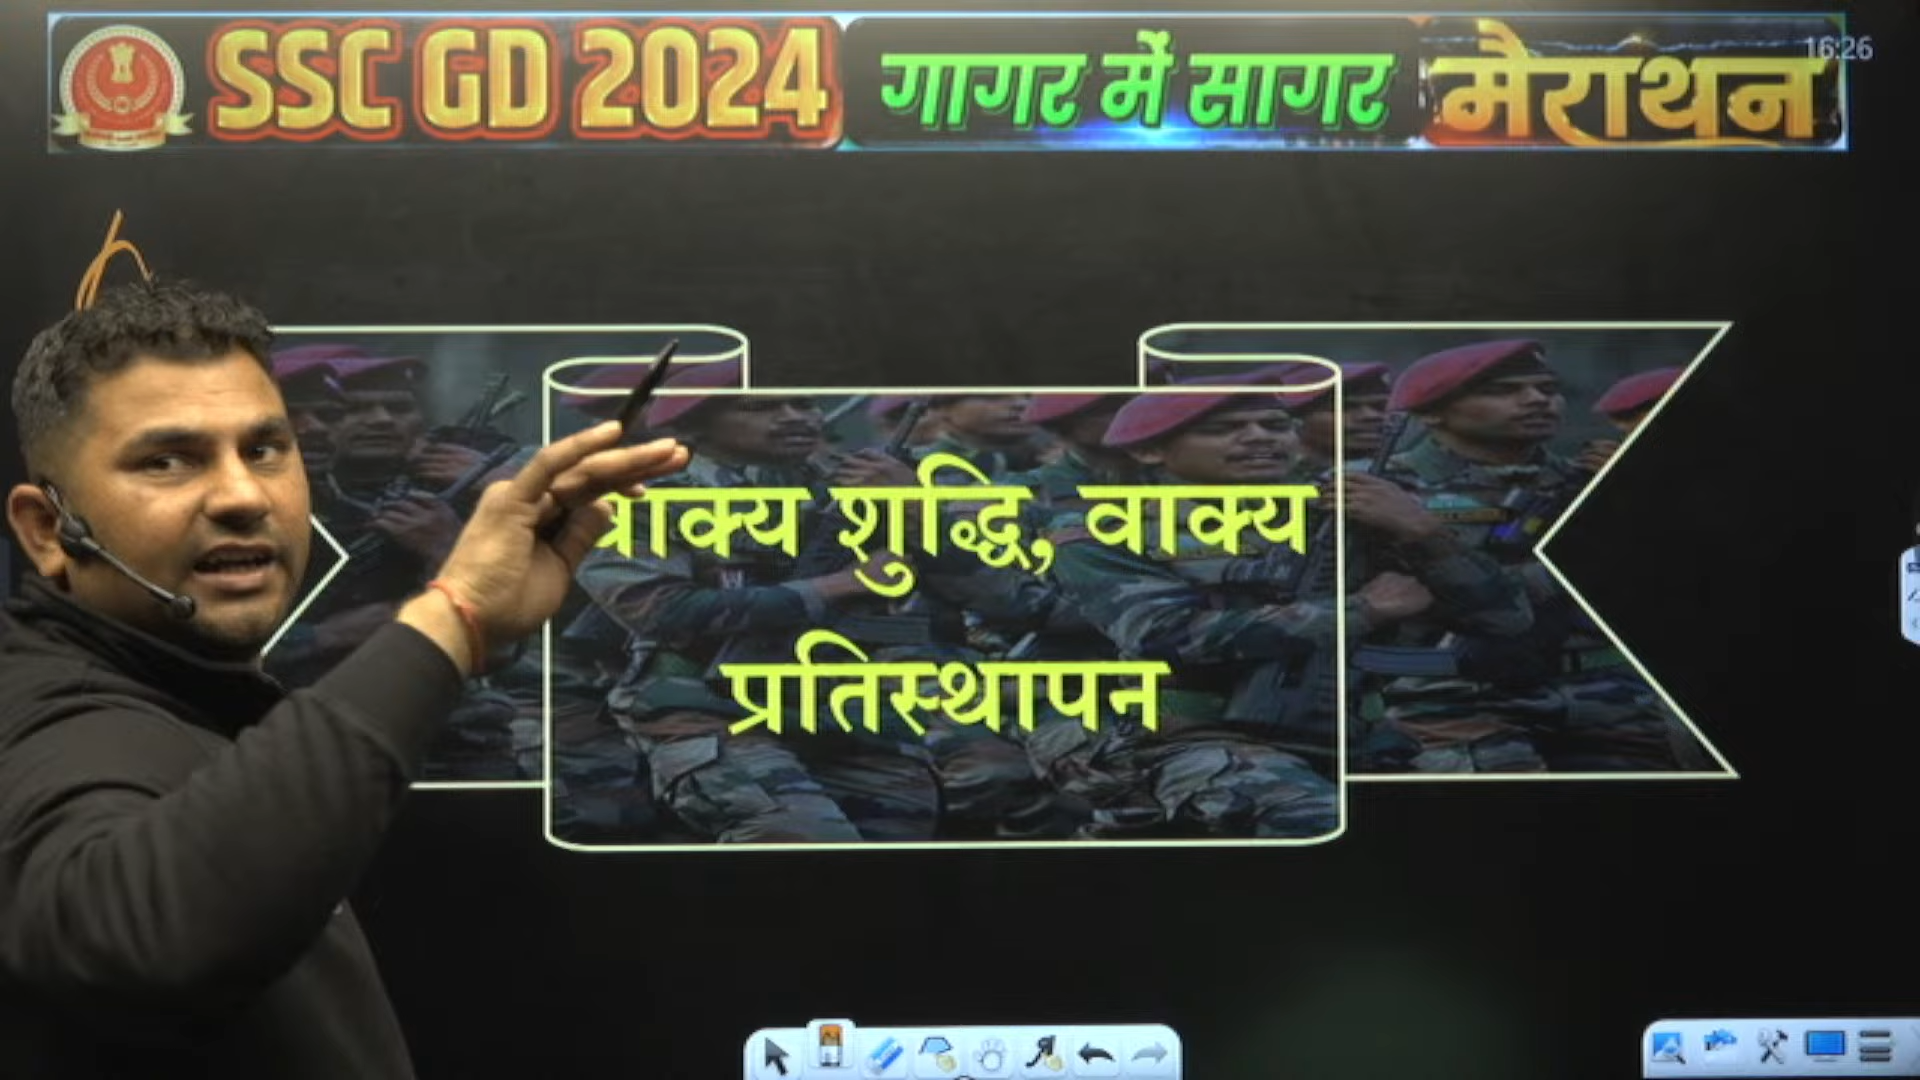 SSC GD 2024 गागर में सागर मैराथन
16:26
वाक्य शुद्धि, वाक्य
प्रतिस्थापन